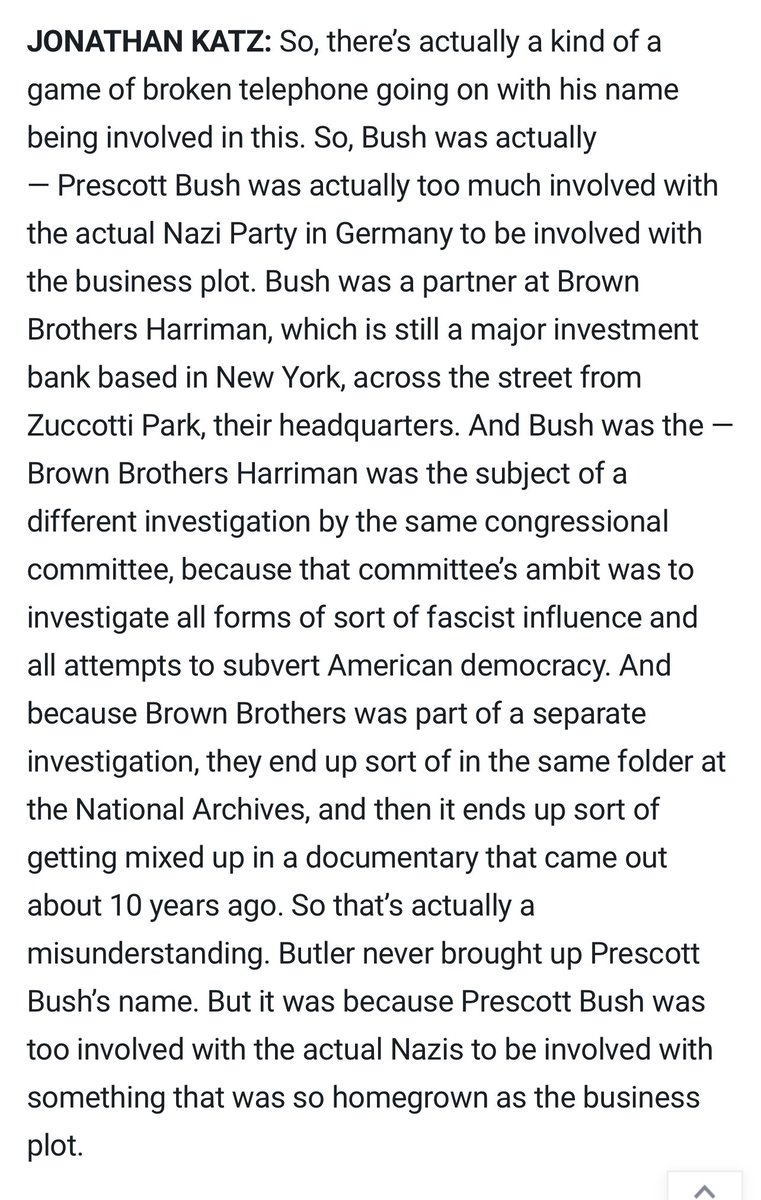 JONATHAN KATZ: So, there’s actually a kind of a
game of broken telephone going on with his name
being involved in this. So, Bush was actually
— Prescott Bush was actually too much involved with
the actual Nazi Party in Germany to be involved with
the business plot. Bush was a partner at Brown
Brothers Harriman, which is still a major investment
bank based in New York, across the street from
Zuccotti Park, their headquarters. And Bush was the —
Brown Brothers Harriman was the subject of a
different investigation by the same congressional
committee, because that committee’s ambit was to
investigate all forms of sort of fascist influence and
all attempts to subvert American democracy. And
because Brown Brothers was part of a separate
investigation, they end up sort of in the same folder at
the National Archives, and then it ends up sort of
getting mixed up in a documentary that came out
about 10 years ago. So that’s actually a
misunderstanding. Butler never brought up Prescott
Bush’s name. But it was because Prescott Bush was
too involved with the actual Nazis to be involved with
something that was so homegrown as the business
plot.